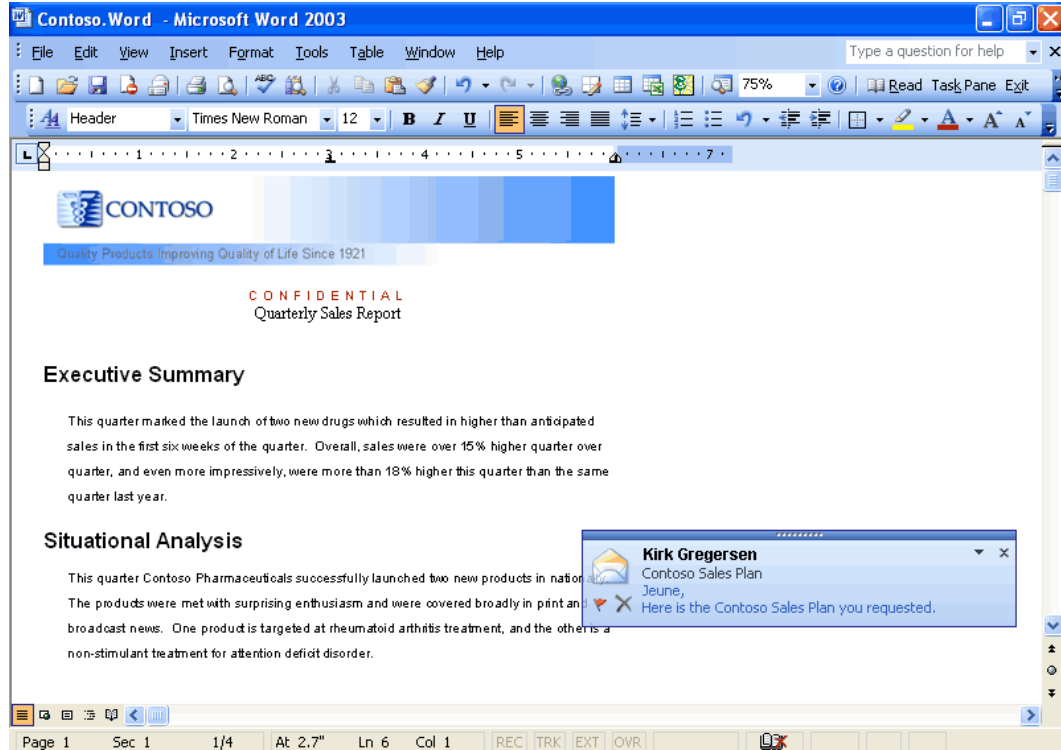 Contoso.Word - Microsoft Word 2003
File Edit View Insert Format Tools Table Window Help Type a question for help
75% Read Task Pane Exit
Header Times New Roman 12 B I U
1 2 3 4 5 7
CONTOSO
Quality Products Improving Quality of Life Since 1921
CONFIDENTIAL
Quarterly Sales Report
Executive Summary
This quarter marked the launch of two new drugs which resulted in higher than anticipated
sales in the first six weeks of the quarter. Overall, sales were over 15% higher quarter over
quarter, and even more impressively, were more than 18% higher this quarter than the same
quarter last year.
Situational Analysis
This quarter Contoso Pharmaceuticals successfully launched two new products in
The products were met with surprising enthusiasm and were covered broadly in print and
broadcast news. One product is targeted at rheumatoid arthritis treatment, and the other is a
non-stimulant treatment for attention deficit disorder.
Kirk Gregersen
Contoso Sales Plan
Jeune,
Here is the Contoso Sales Plan you requested.
Page 1 Sec 1 1/4 At 2.7" Ln 6 Col 1 REC TRK EXT OVR